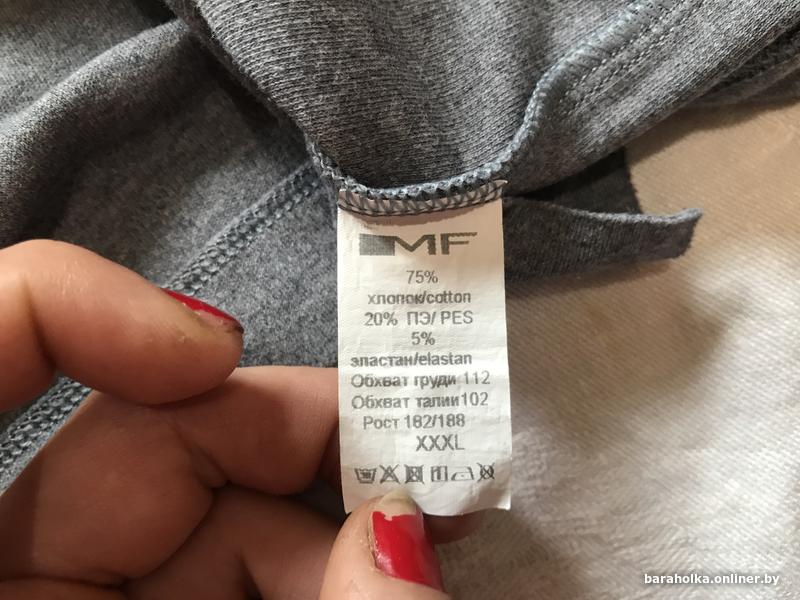 MF
75%
хлопок/cotton
20% ПЭ/ PES
5%
эластан/elastan
Обхват груди 112
Обхват талии102
Рост 182/188
XXXL
baraholka.onliner.by